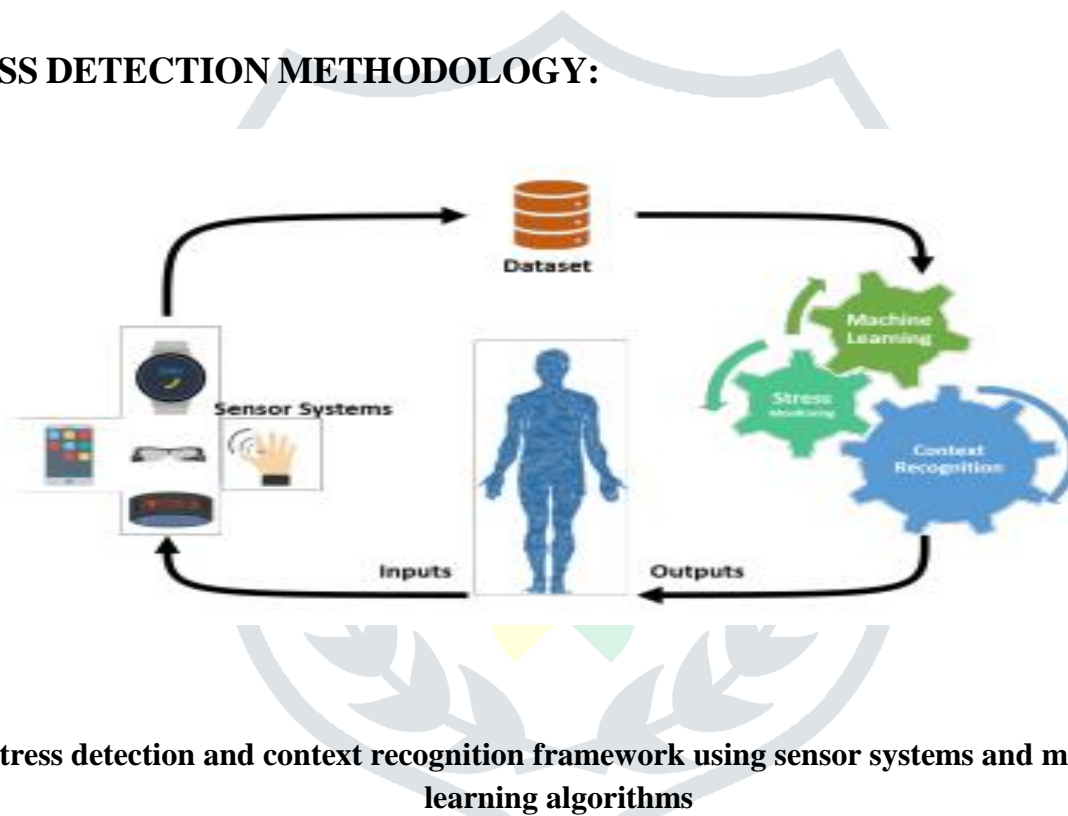 SS DETECTION METHODOLOGY:
Dataset
Machine
Learning
Sensor Systems
Stress
Monitoring
Context
Recognition
Inputs
Outputs
tress detection and context recognition framework using sensor systems and m
learning algorithms